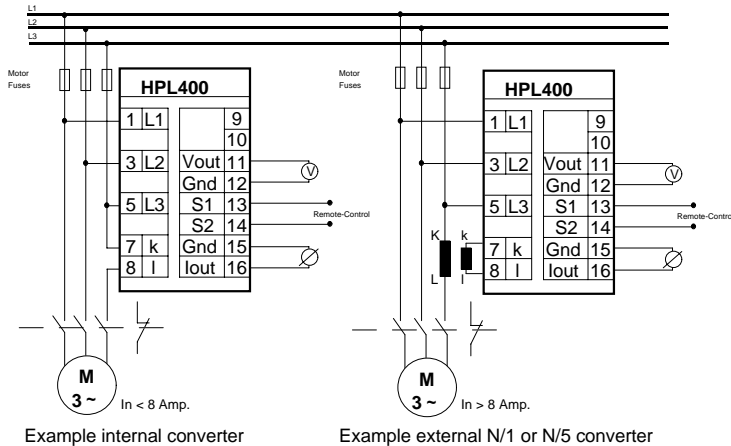 L1
L2
L3
Motor
Fuses
HPL400
1 L1 9
10
3 L2 Vout 11
Gnd 12
5 L3 S1 13
S2 14
7 k Gnd 15
8 l Iout 16
V
Remote-Control
M
3 ~
In < 8 Amp.
Example internal converter
Motor
Fuses
HPL400
1 L1 9
10
3 L2 Vout 11
Gnd 12
5 L3 S1 13
S2 14
K k
7 k Gnd 15
L l
8 l Iout 16
V
Remote-Control
M
3 ~
In > 8 Amp.
Example external N/1 or N/5 converter